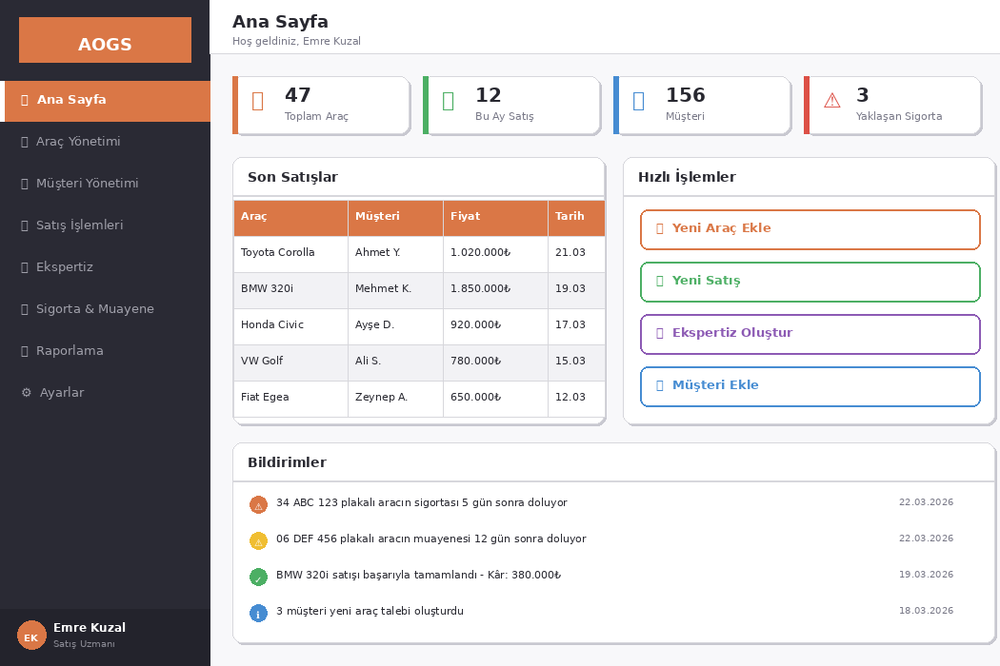 AOGS
Ana Sayfa
Araç Yönetimi
Müşteri Yönetimi
Satış İşlemleri
Ekspertiz
Sigorta & Muayene
Raporlama
Ayarlar
EK
Emre Kuzal
Satış Uzmanı
Ana Sayfa
Hoş geldiniz, Emre Kuzal
47
Toplam Araç
12
Bu Ay Satış
156
Müşteri
3
Yaklaşan Sigorta
Son Satışlar
Araç Müşteri Fiyat Tarih
Toyota Corolla Ahmet Y. 1.020.000₺ 21.03
BMW 320i Mehmet K. 1.850.000₺ 19.03
Honda Civic Ayşe D. 920.000₺ 17.03
VW Golf Ali S. 780.000₺ 15.03
Fiat Egea Zeynep A. 650.000₺ 12.03
Hızlı İşlemler
Yeni Araç Ekle
Yeni Satış
Ekspertiz Oluştur
Müşteri Ekle
Bildirimler
34 ABC 123 plakalı aracın sigortası 5 gün sonra doluyor 22.03.2026
06 DEF 456 plakalı aracın muayenesi 12 gün sonra doluyor 22.03.2026
BMW 320i satışı başarıyla tamamlandı - Kâr: 380.000₺ 19.03.2026
3 müşteri yeni araç talebi oluşturdu 18.03.2026